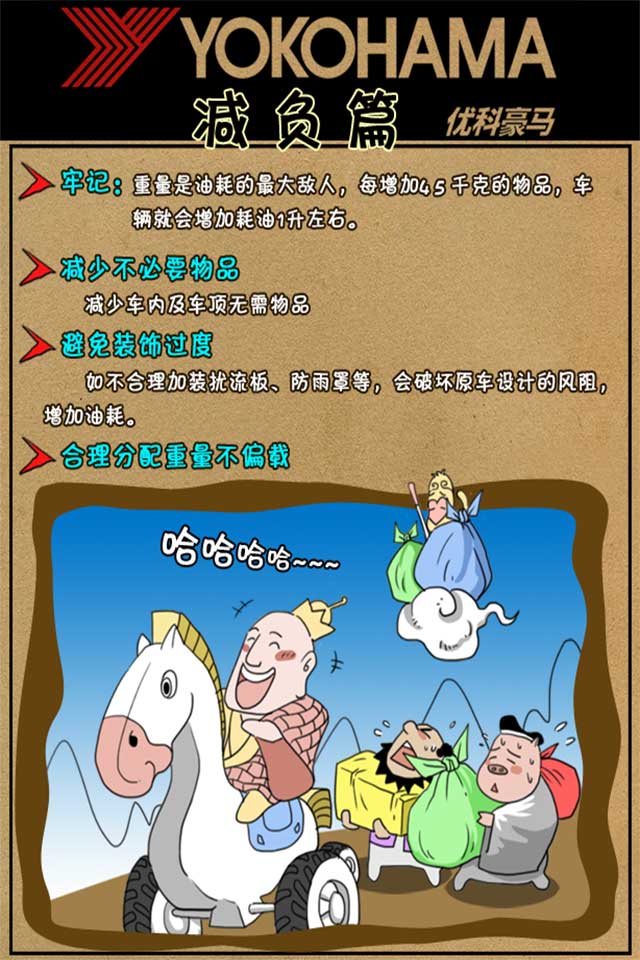 YOKOHAMA
减负篇
优科豪马
牢记：重量是油耗的最大敌人，每增加45千克的物品，车
辆就会增加耗油1升左右。
减少不必要物品
减少车内及车顶无需物品
避免装饰过度
如不合理加装扰流板、防雨罩等，会破坏原车设计的风阻，
增加油耗。
合理分配重量不偏载
哈哈哈哈~~~